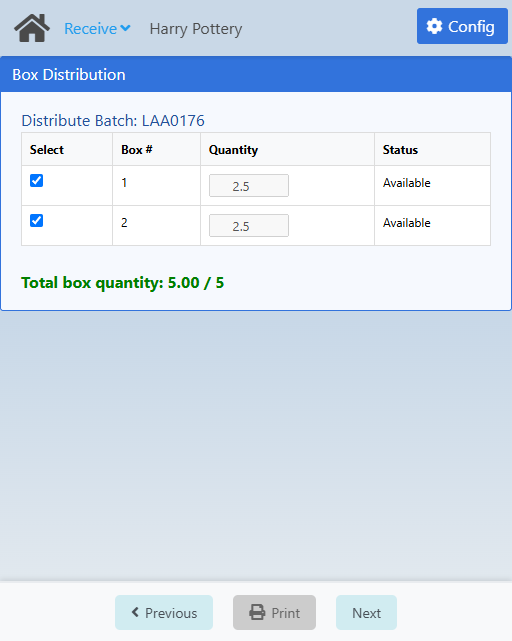 Receive Harry Pottery Config
Box Distribution
Distribute Batch: LAA0176
Select Box # Quantity Status
1 2.5 Available
2 2.5 Available
Total box quantity: 5.00 / 5
Previous Print Next